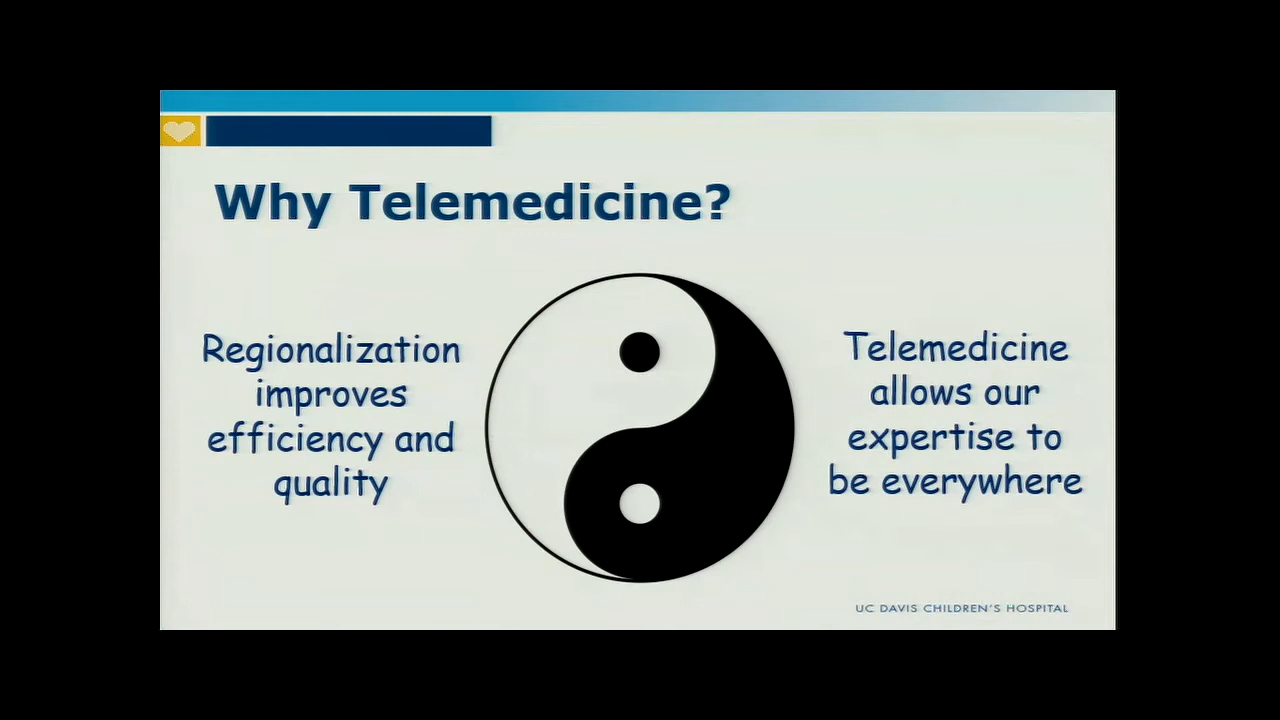 Why Telemedicine?
Regionalization
improves
efficiency and
quality
Telemedicine
allows our
expertise to
be everywhere
UC DAVIS CHILDREN'S HOSPITAL